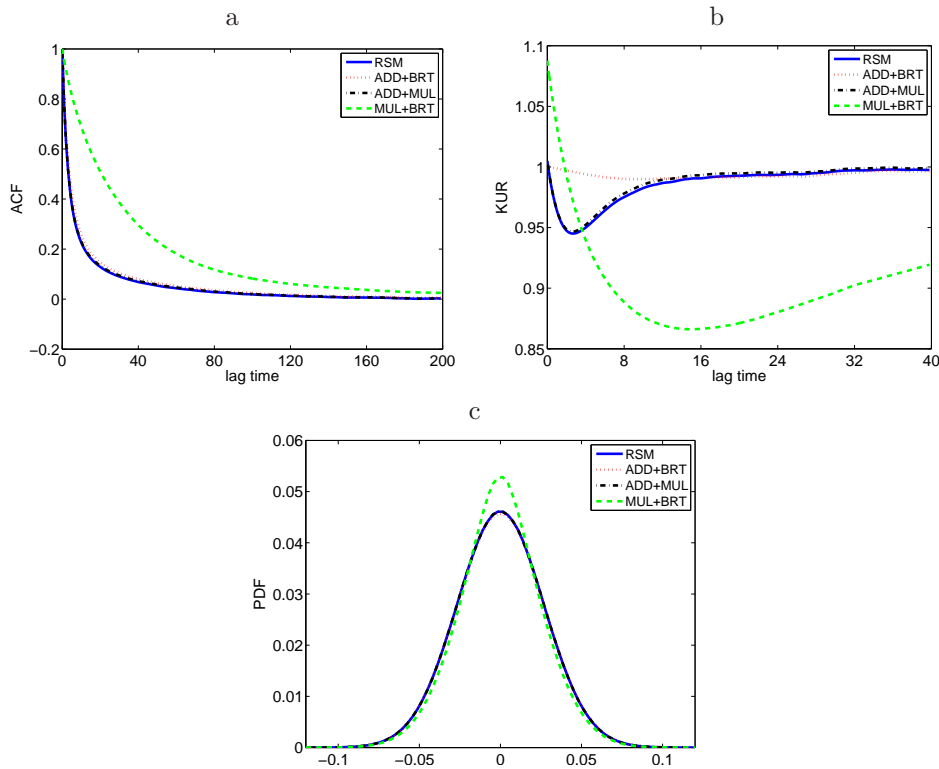 a
1
0.8
0.6
0.4
0.2
0
−0.2
ACF
0 40 80 120 160 200
lag time
RSM
ADD+BRT
ADD+MUL
MUL+BRT
b
1.1
1.05
1
0.95
0.9
0.85
KUR
0 8 16 24 32 40
lag time
RSM
ADD+BRT
ADD+MUL
MUL+BRT
c
0.06
0.05
0.04
0.03
0.02
0.01
0
PDF
−0.1 −0.05 0 0.05 0.1
RSM
ADD+BRT
ADD+MUL
MUL+BRT